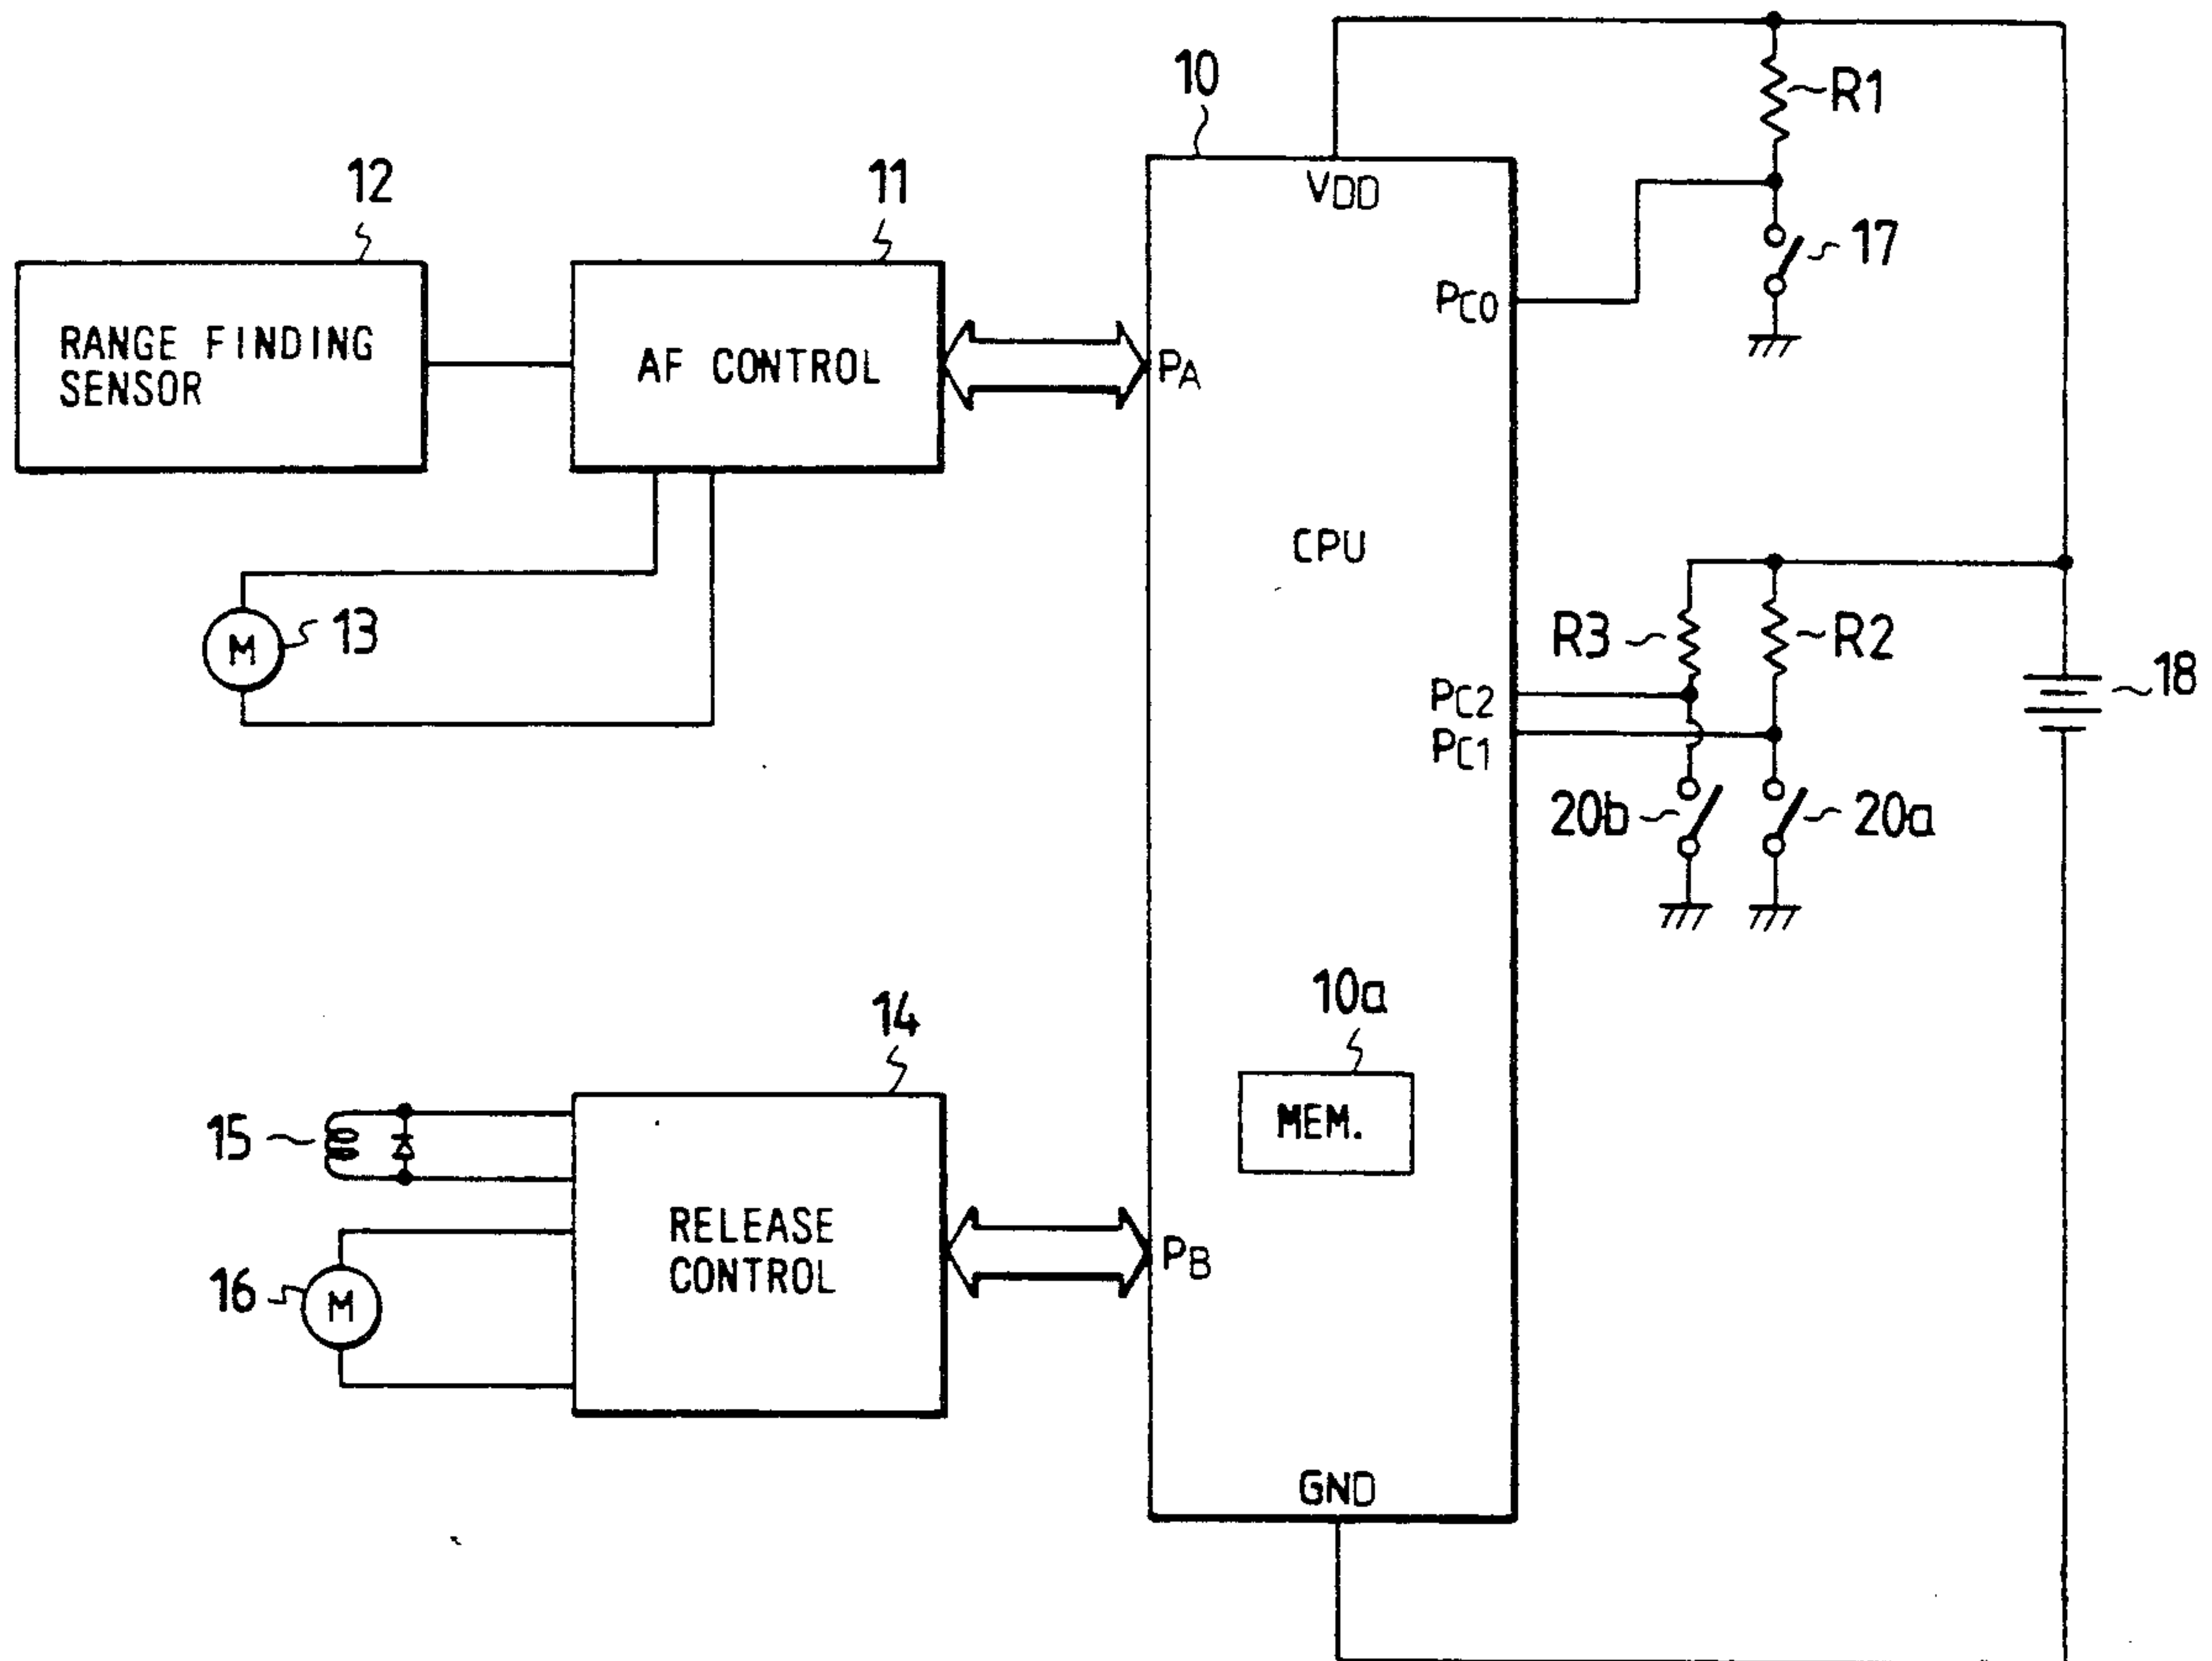 10
R1
12
11
VDD
17
PC0
RANGE FINDING
SENSOR
AF CONTROL
PA
CPU
13
M
R3
R2
18
PC2
PC1
20b
20a
10a
14
MEM.
15
RELEASE
CONTROL
PB
16
M
GND